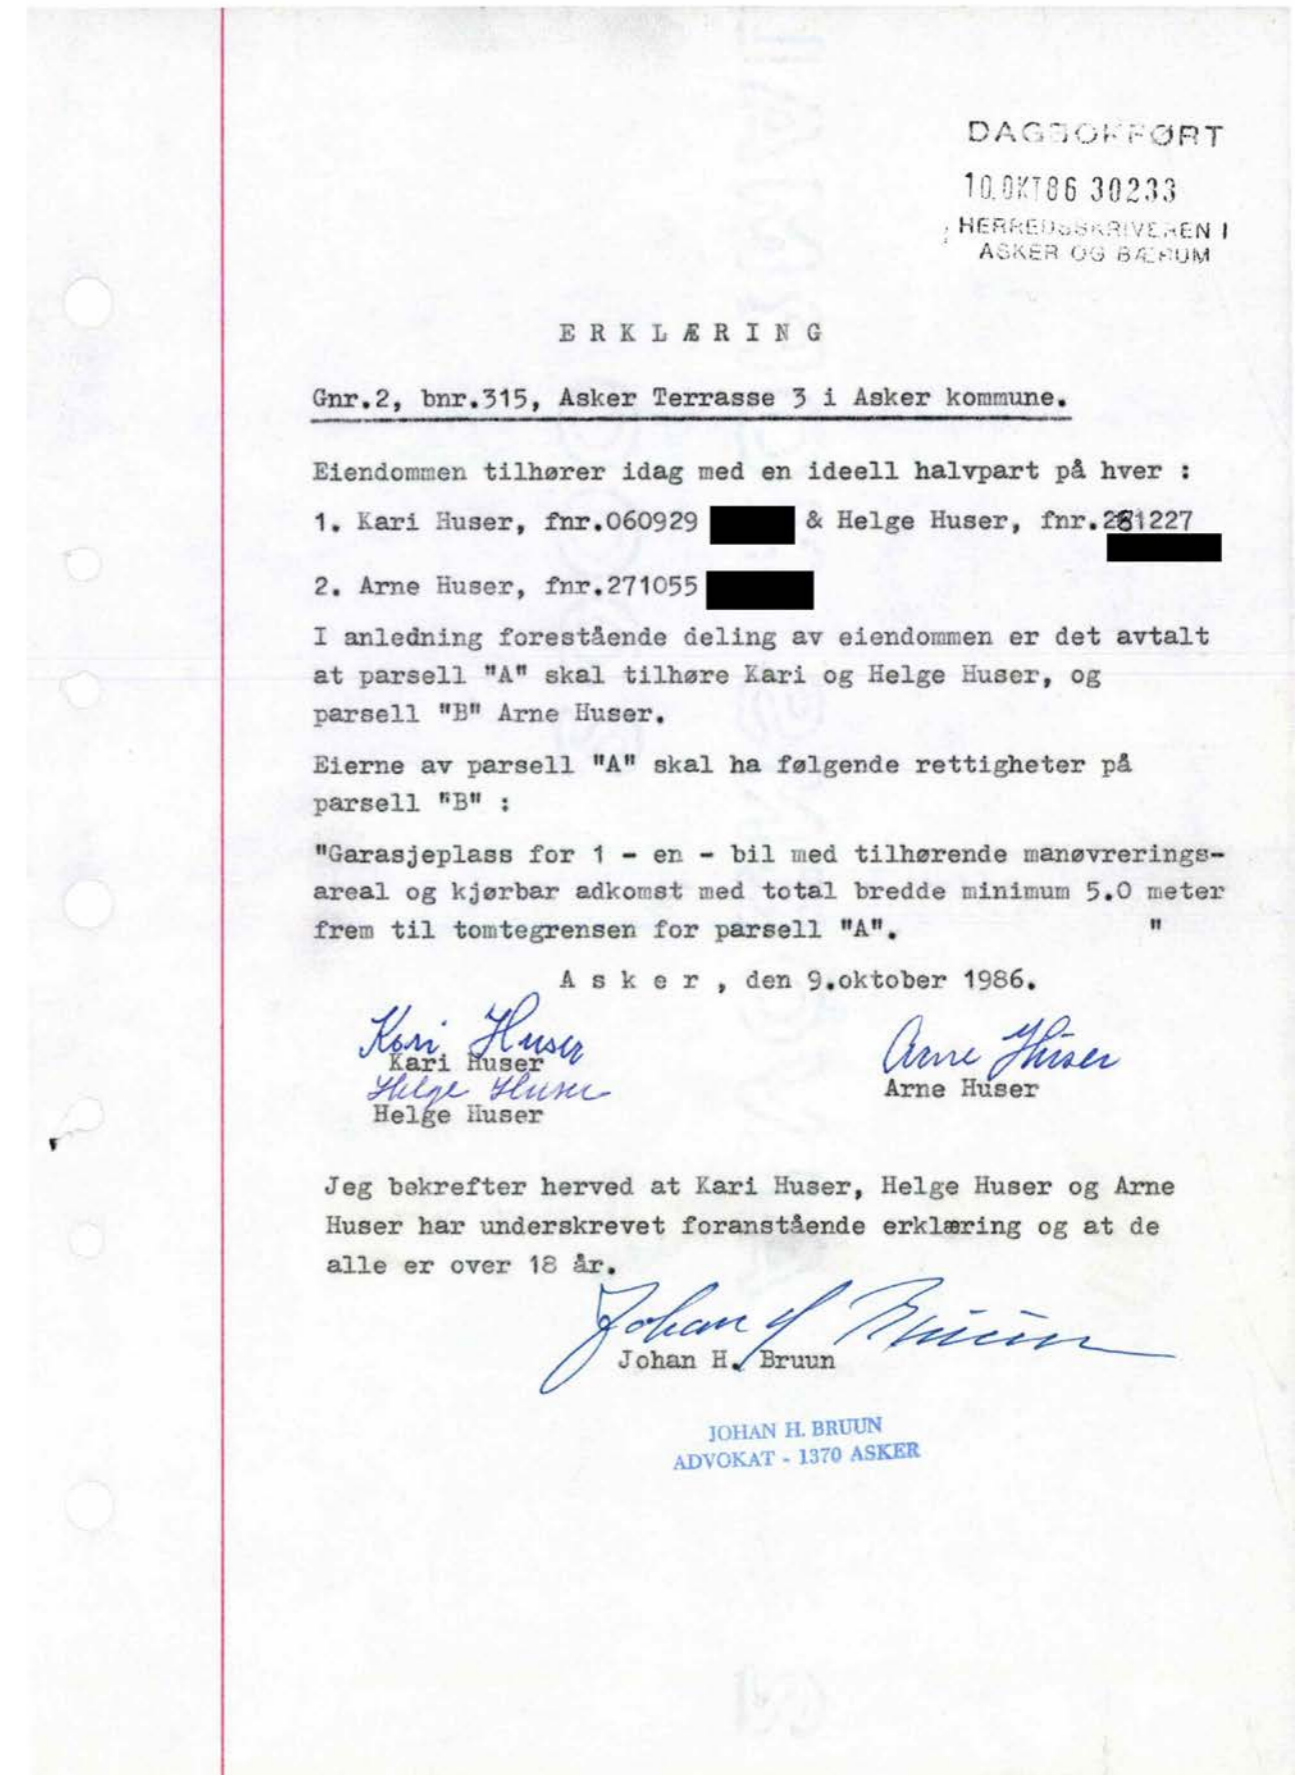 DAGBOKFØRT
10.OKT86 30233
HERREDSSKRIVEREN I
ASKER OG BÆRUM
E R K L Æ R I N G
Gnr.2, bnr.315, Asker Terrasse 3 i Asker kommune.
Eiendommen tilhører idag med en ideell halvpart på hver :
1. Kari Huser, fnr.060929 & Helge Huser, fnr.281227
2. Arne Huser, fnr.271055
I anledning forestående deling av eiendommen er det avtalt
at parsell "A" skal tilhøre Kari og Helge Huser, og
parsell "B" Arne Huser.
Eierne av parsell "A" skal ha følgende rettigheter på
parsell "B" :
"Garasjeplass for 1 - en - bil med tilhørende manøvrerings-
areal og kjørbar adkomst med total bredde minimum 5.0 meter
frem til tomtegrensen for parsell "A". "
A s k e r , den 9.oktober 1986.
Kari Huser
Kari Huser
Helge Huser
Helge Huser
Arne Huser
Arne Huser
Jeg bekrefter herved at Kari Huser, Helge Huser og Arne
Huser har underskrevet foranstående erklæring og at de
alle er over 18 år.
Johan H Bruun
Johan H. Bruun
JOHAN H. BRUUN
ADVOKAT - 1370 ASKER